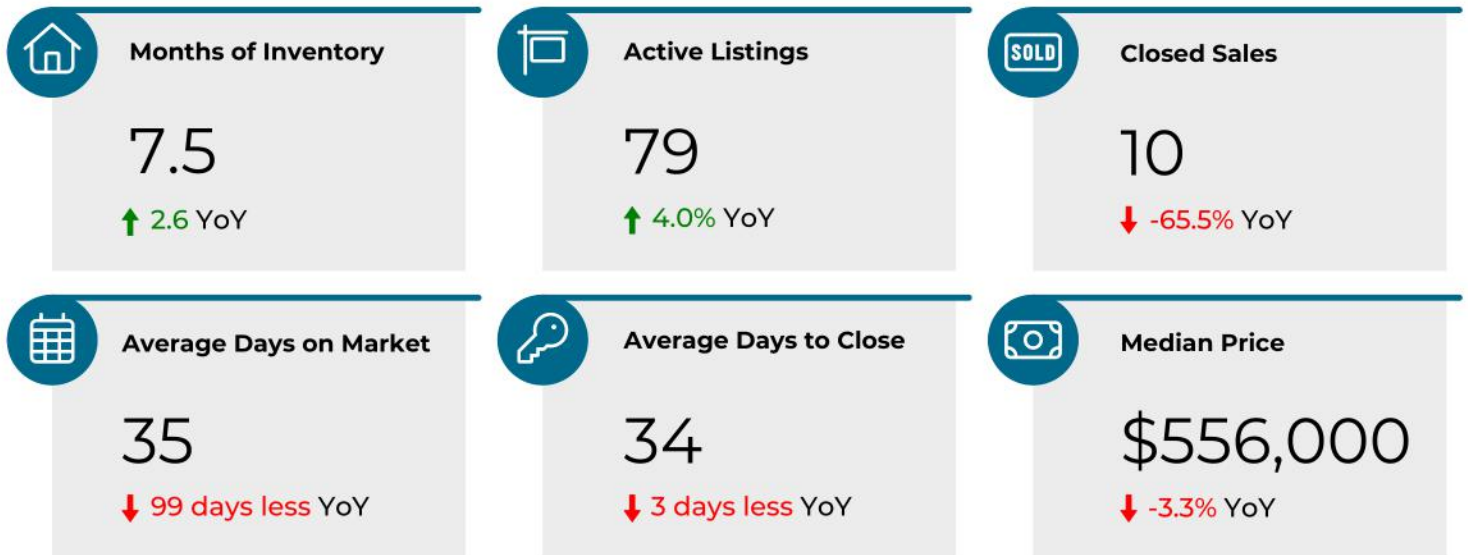 Months of Inventory
7.5
↑ 2.6 YoY
Active Listings
79
↑ 4.0% YoY
SOLD
Closed Sales
10
↓ -65.5% YoY
Average Days on Market
35
↓ 99 days less YoY
Average Days to Close
34
↓ 3 days less YoY
Median Price
$556,000
↓ -3.3% YoY